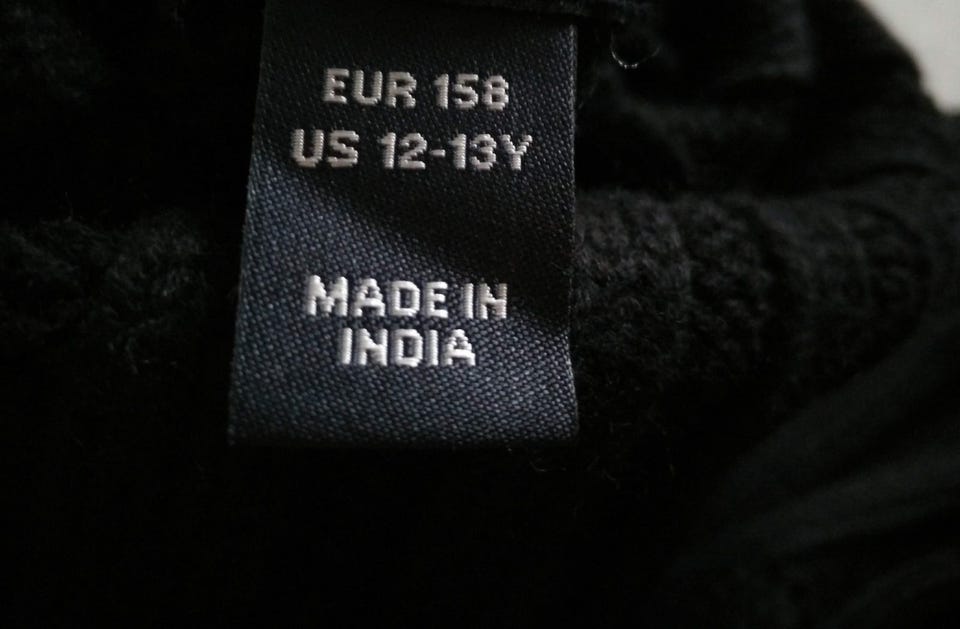 EUR 158
US 12-13Y
MADE IN
INDIA